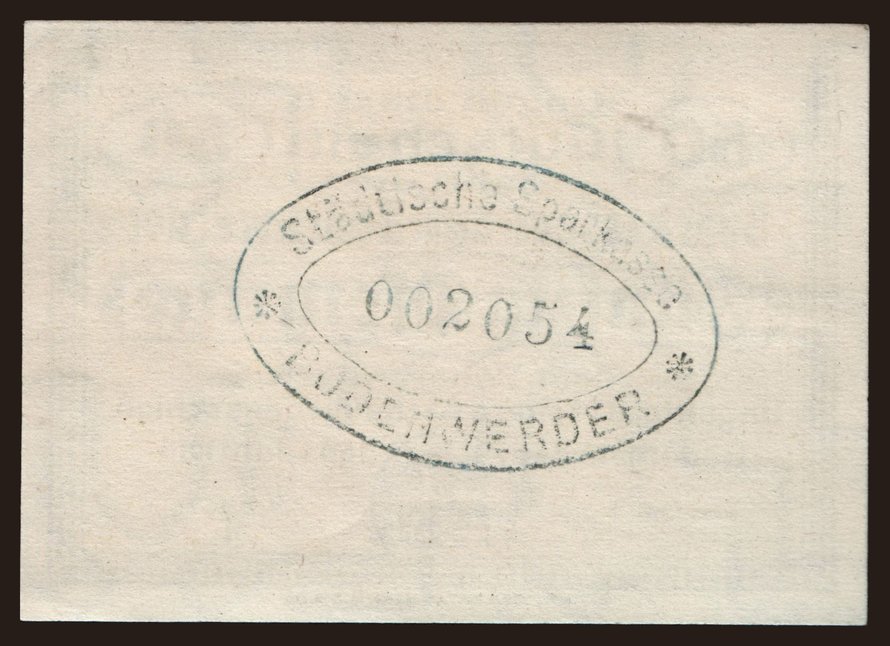 Städtische Sparkasse
* 002054 *
BODENWERDER